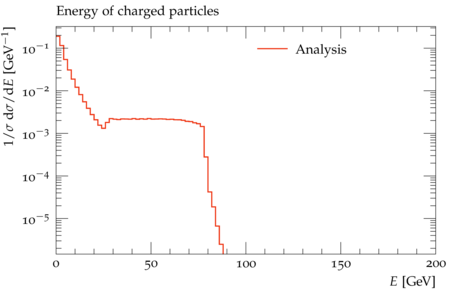 Energy of charged particles
1/σ dσ/dE [GeV⁻¹]
Analysis
10⁻¹
10⁻²
10⁻³
10⁻⁴
10⁻⁵
0 50 100 150 200
E [GeV]